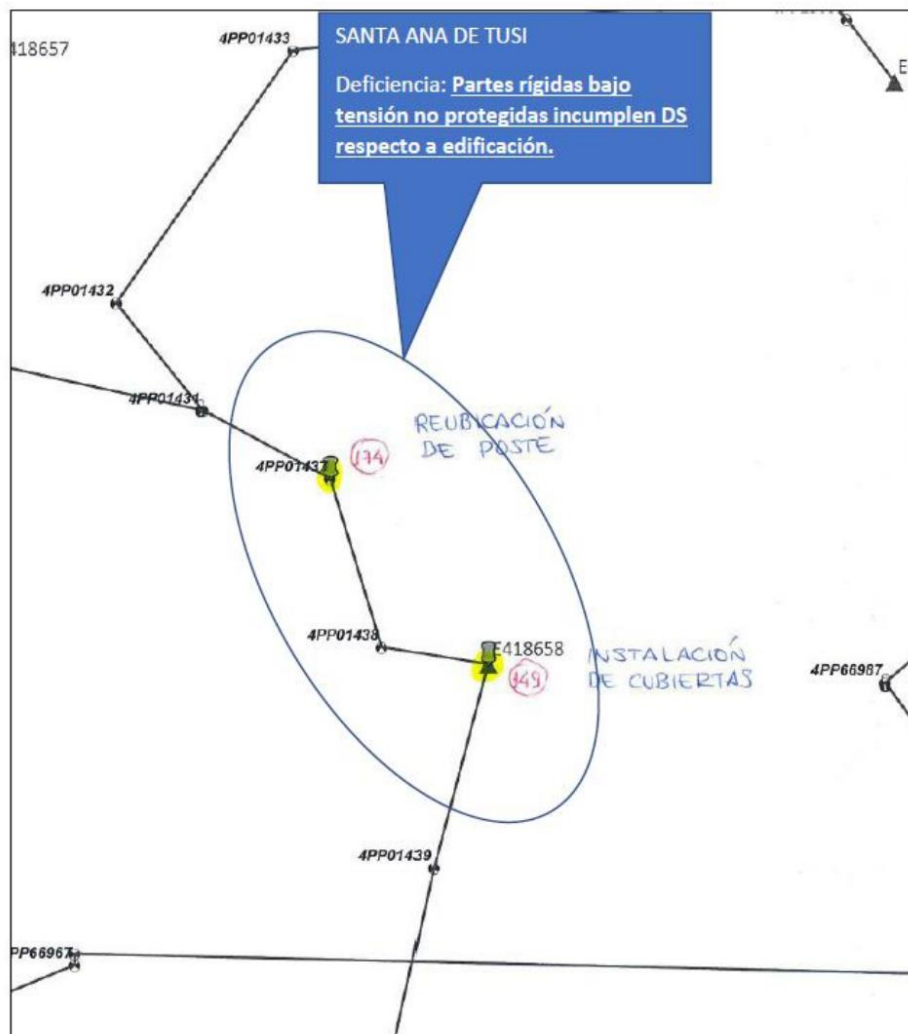 4PP01433
418657
SANTA ANA DE TUSI
Deficiencia: Partes rígidas bajo
tensión no protegidas incumplen DS
respecto a edificación.
E
4PP01432
4PP01431
REUBICACIÓN
DE POSTE
174
4PP01437
4PP01438
E418658
149
INSTALACIÓN
DE CUBIERTAS
4PP66987
4PP01439
PP66967